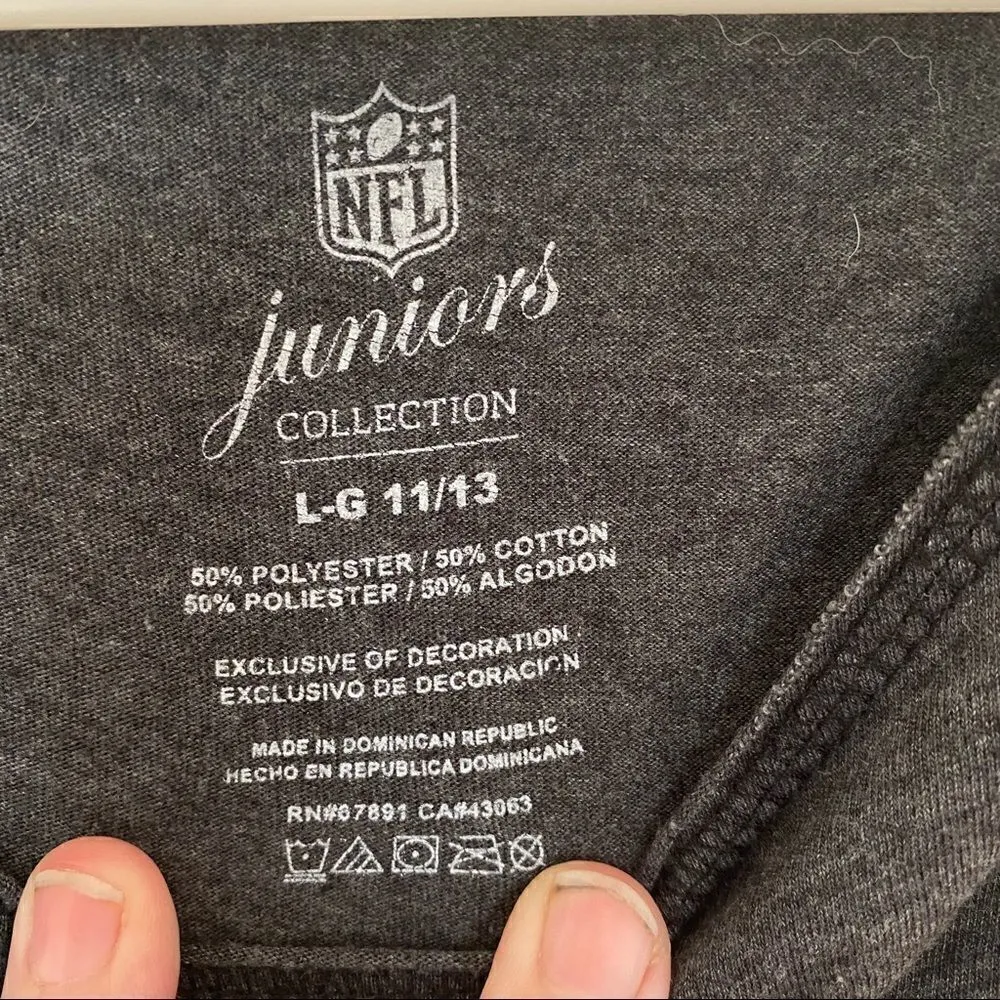 NFL
juniors
COLLECTION
L-G 11/13
50% POLYESTER / 50% COTTON
50% POLIESTER / 50% ALGODON
EXCLUSIVE OF DECORATION
EXCLUSIVO DE DECORACION
MADE IN DOMINICAN REPUBLIC
HECHO EN REPUBLICA DOMINICANA
RN#67891 CA#43063